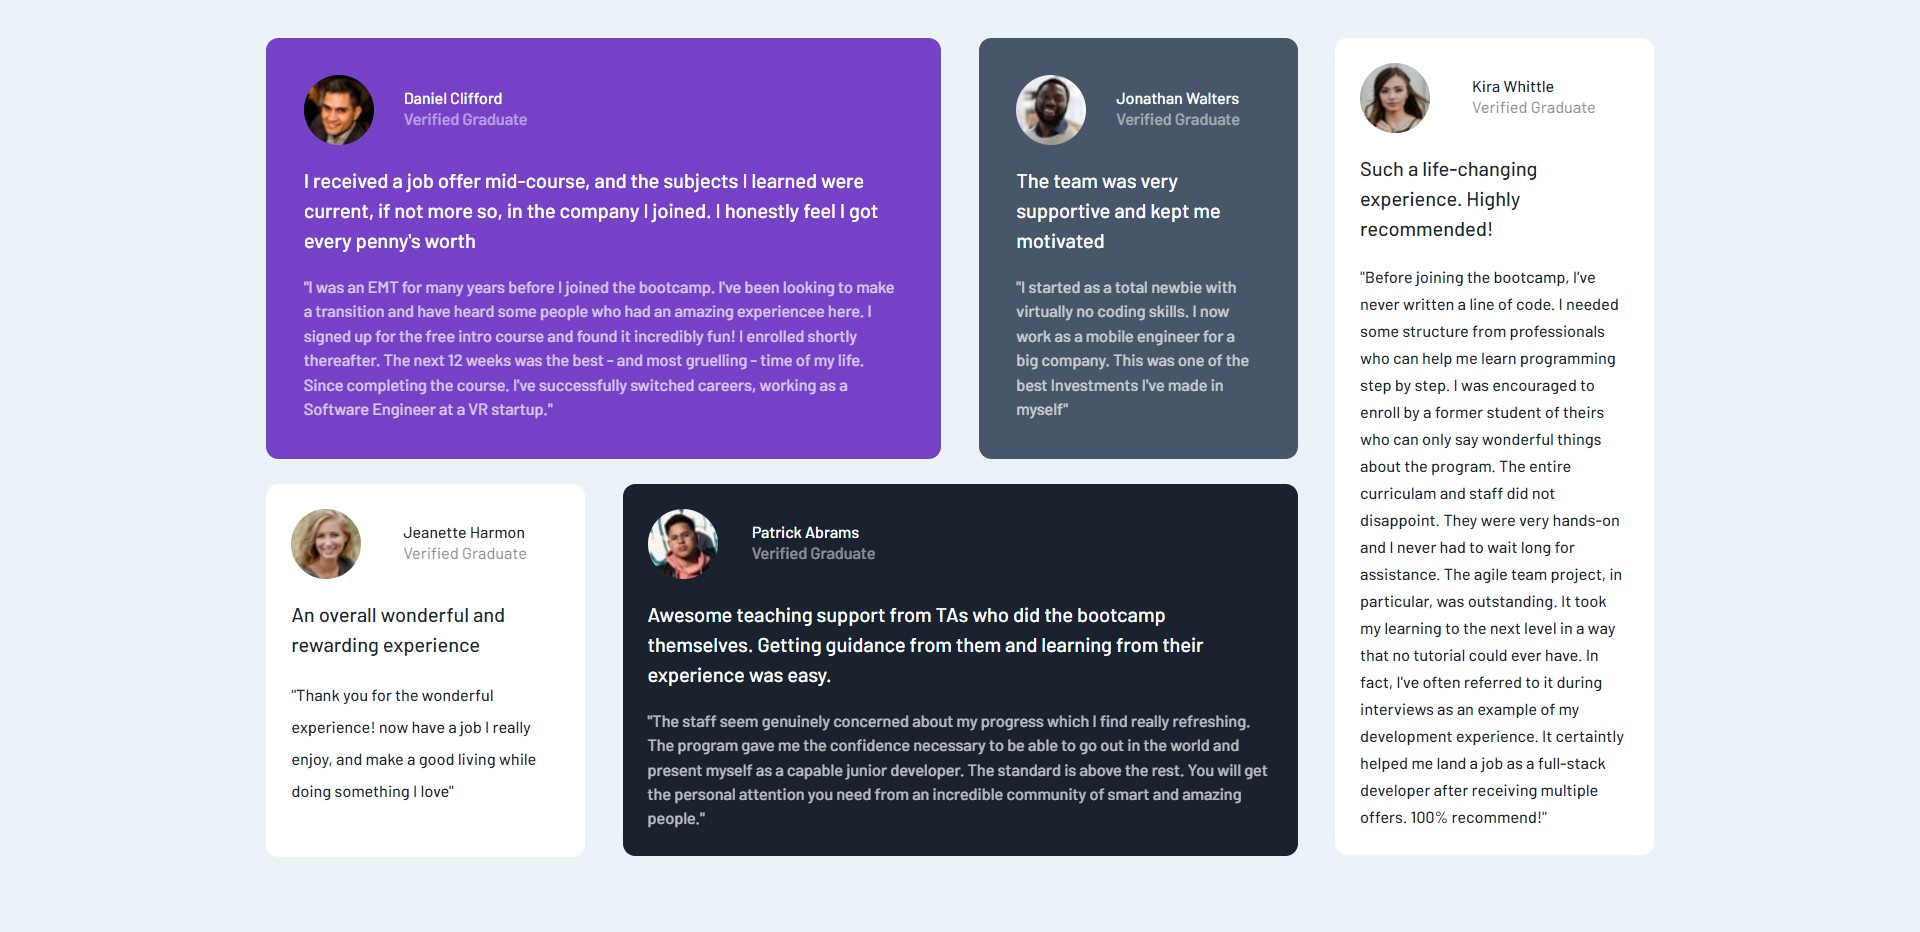 Daniel Clifford
Verified Graduate
I received a job offer mid-course, and the subjects I learned were
current, if not more so, in the company I joined. I honestly feel I got
every penny's worth
"I was an EMT for many years before I joined the bootcamp. I've been looking to make
a transition and have heard some people who had an amazing experiencee here. I
signed up for the free intro course and found it incredibly fun! I enrolled shortly
thereafter. The next 12 weeks was the best - and most gruelling - time of my life.
Since completing the course. I've successfully switched careers, working as a
Software Engineer at a VR startup."
Jonathan Walters
Verified Graduate
The team was very
supportive and kept me
motivated
"I started as a total newbie with
virtually no coding skills. I now
work as a mobile engineer for a
big company. This was one of the
best Investments I've made in
myself"
Kira Whittle
Verified Graduate
Such a life-changing
experience. Highly
recommended!
"Before joining the bootcamp, I've
never written a line of code. I needed
some structure from professionals
who can help me learn programming
step by step. I was encouraged to
enroll by a former student of theirs
who can only say wonderful things
about the program. The entire
curriculam and staff did not
disappoint. They were very hands-on
and I never had to wait long for
assistance. The agile team project, in
particular, was outstanding. It took
my learning to the next level in a way
that no tutorial could ever have. In
fact, I've often referred to it during
interviews as an example of my
development experience. It certaintly
helped me land a job as a full-stack
developer after receiving multiple
offers. 100% recommend!"
Jeanette Harmon
Verified Graduate
An overall wonderful and
rewarding experience
"Thank you for the wonderful
experience! now have a job I really
enjoy, and make a good living while
doing something I love"
Patrick Abrams
Verified Graduate
Awesome teaching support from TAs who did the bootcamp
themselves. Getting guidance from them and learning from their
experience was easy.
"The staff seem genuinely concerned about my progress which I find really refreshing.
The program gave me the confidence necessary to be able to go out in the world and
present myself as a capable junior developer. The standard is above the rest. You will get
the personal attention you need from an incredible community of smart and amazing
people."